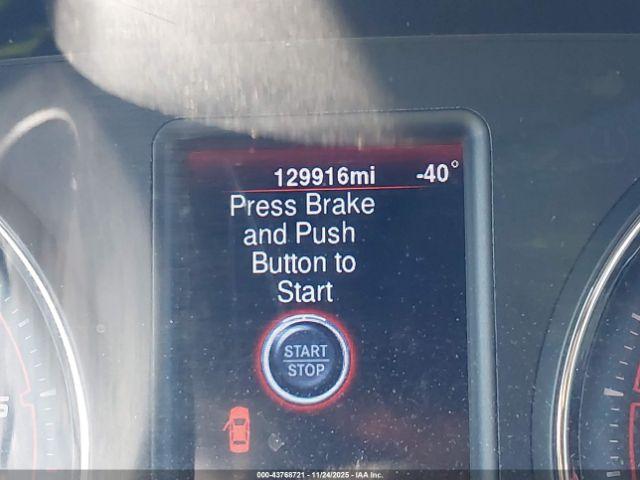 129916mi -40°
Press Brake
and Push
Button to
Start
START
STOP
000-43768721 - 11/24/2025 - IAA Inc.